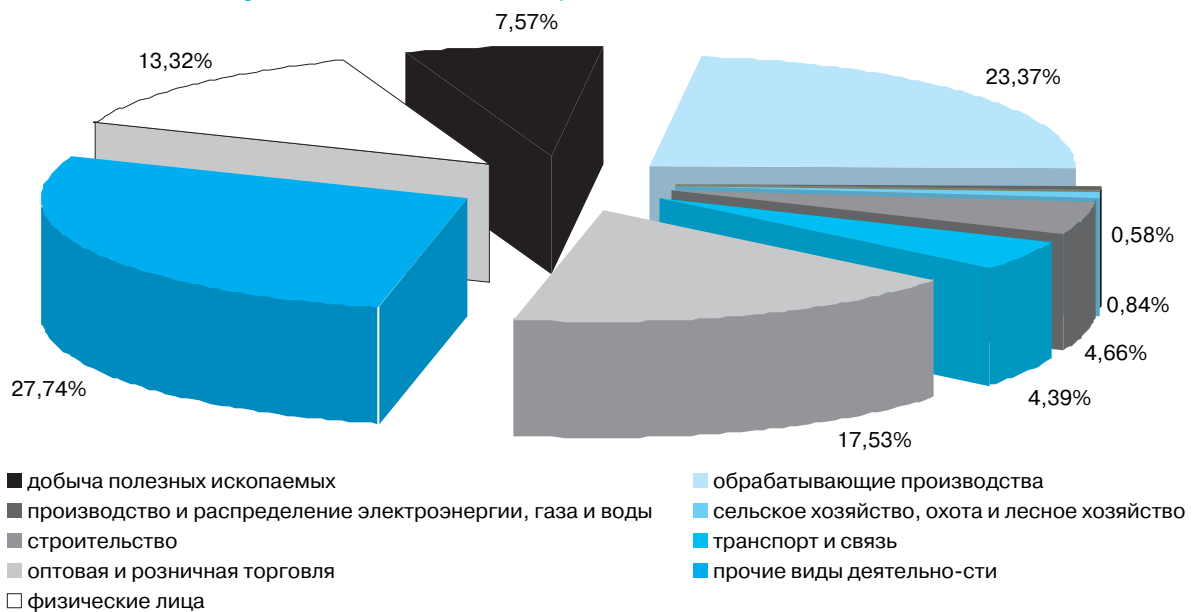 7,57%
13,32%
23,37%
0,58%
0,84%
4,66%
27,74%
4,39%
17,53%
добыча полезных ископаемых
обрабатывающие производства
производство и распределение электроэнергии, газа и воды
сельское хозяйство, охота и лесное хозяйство
строительство
транспорт и связь
оптовая и розничная торговля
прочие виды деятельно-сти
физические лица